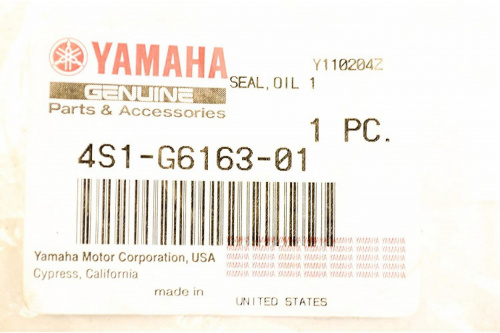 YAMAHA
Y110204Z
SEAL, OIL 1
GENUINE
Parts & Accessories
1 PC.
4S1-G6163-01
Yamaha Motor Corporation, USA
Cypress, California
made in
UNITED STATES